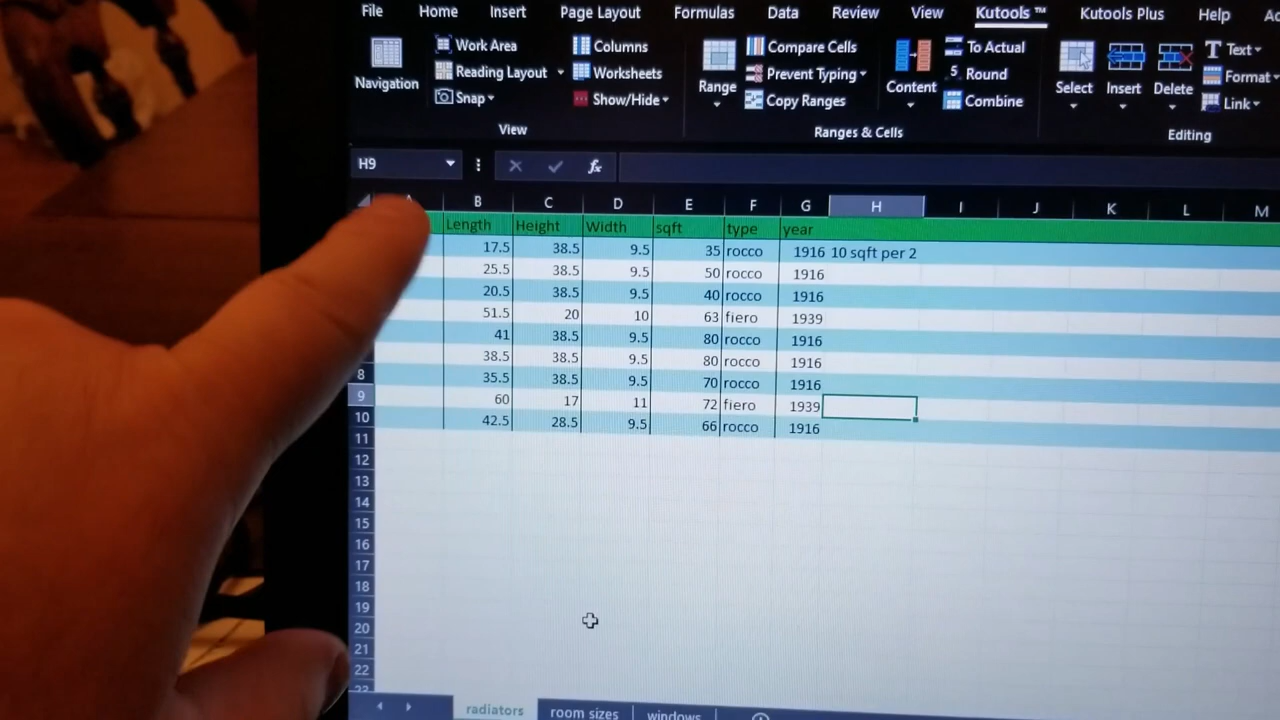 File Home Insert Page Layout Formulas Data Review View Kutools ™ Kutools Plus Help
Work Area Columns Compare Cells To Actual Text
Reading Layout Worksheets Prevent Typing Round Format
Navigation Snap Show/Hide Range Copy Ranges Content Combine Select Insert Delete Link
View Ranges & Cells Editing
H9 fx
B C D E F G H I J K L M
Length Height Width sqft type year
17.5 38.5 9.5 35 rocco 1916 10 sqft per 2
25.5 38.5 9.5 50 rocco 1916
20.5 38.5 9.5 40 rocco 1916
51.5 20 10 63 fiero 1939
41 38.5 9.5 80 rocco 1916
38.5 38.5 9.5 80 rocco 1916
8 35.5 38.5 9.5 70 rocco 1916
9 60 17 11 72 fiero 1939
10 42.5 28.5 9.5 66 rocco 1916
11
12
13
14
15
16
17
18
19
20
21
22
radiators room sizes windows